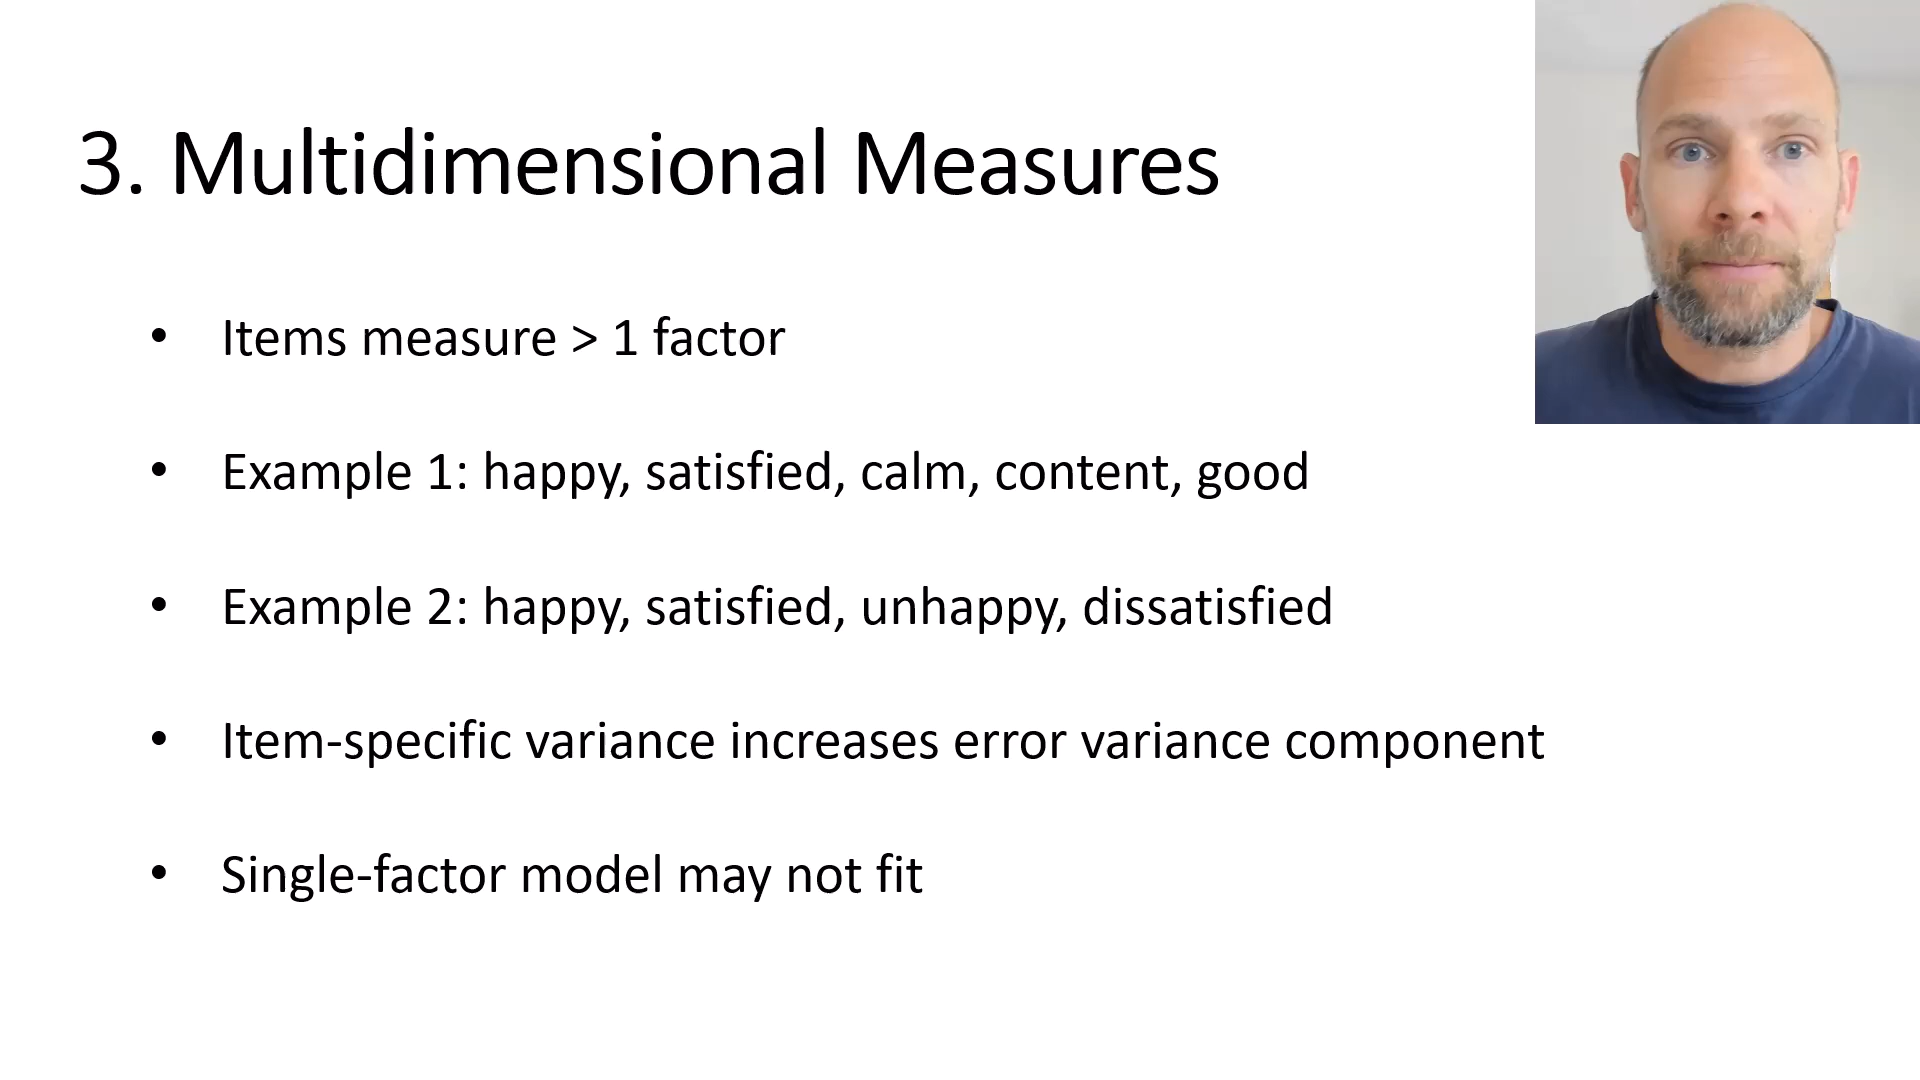 3. Multidimensional Measures
• Items measure > 1 factor
• Example 1: happy, satisfied, calm, content, good
• Example 2: happy, satisfied, unhappy, dissatisfied
• Item-specific variance increases error variance component
• Single-factor model may not fit